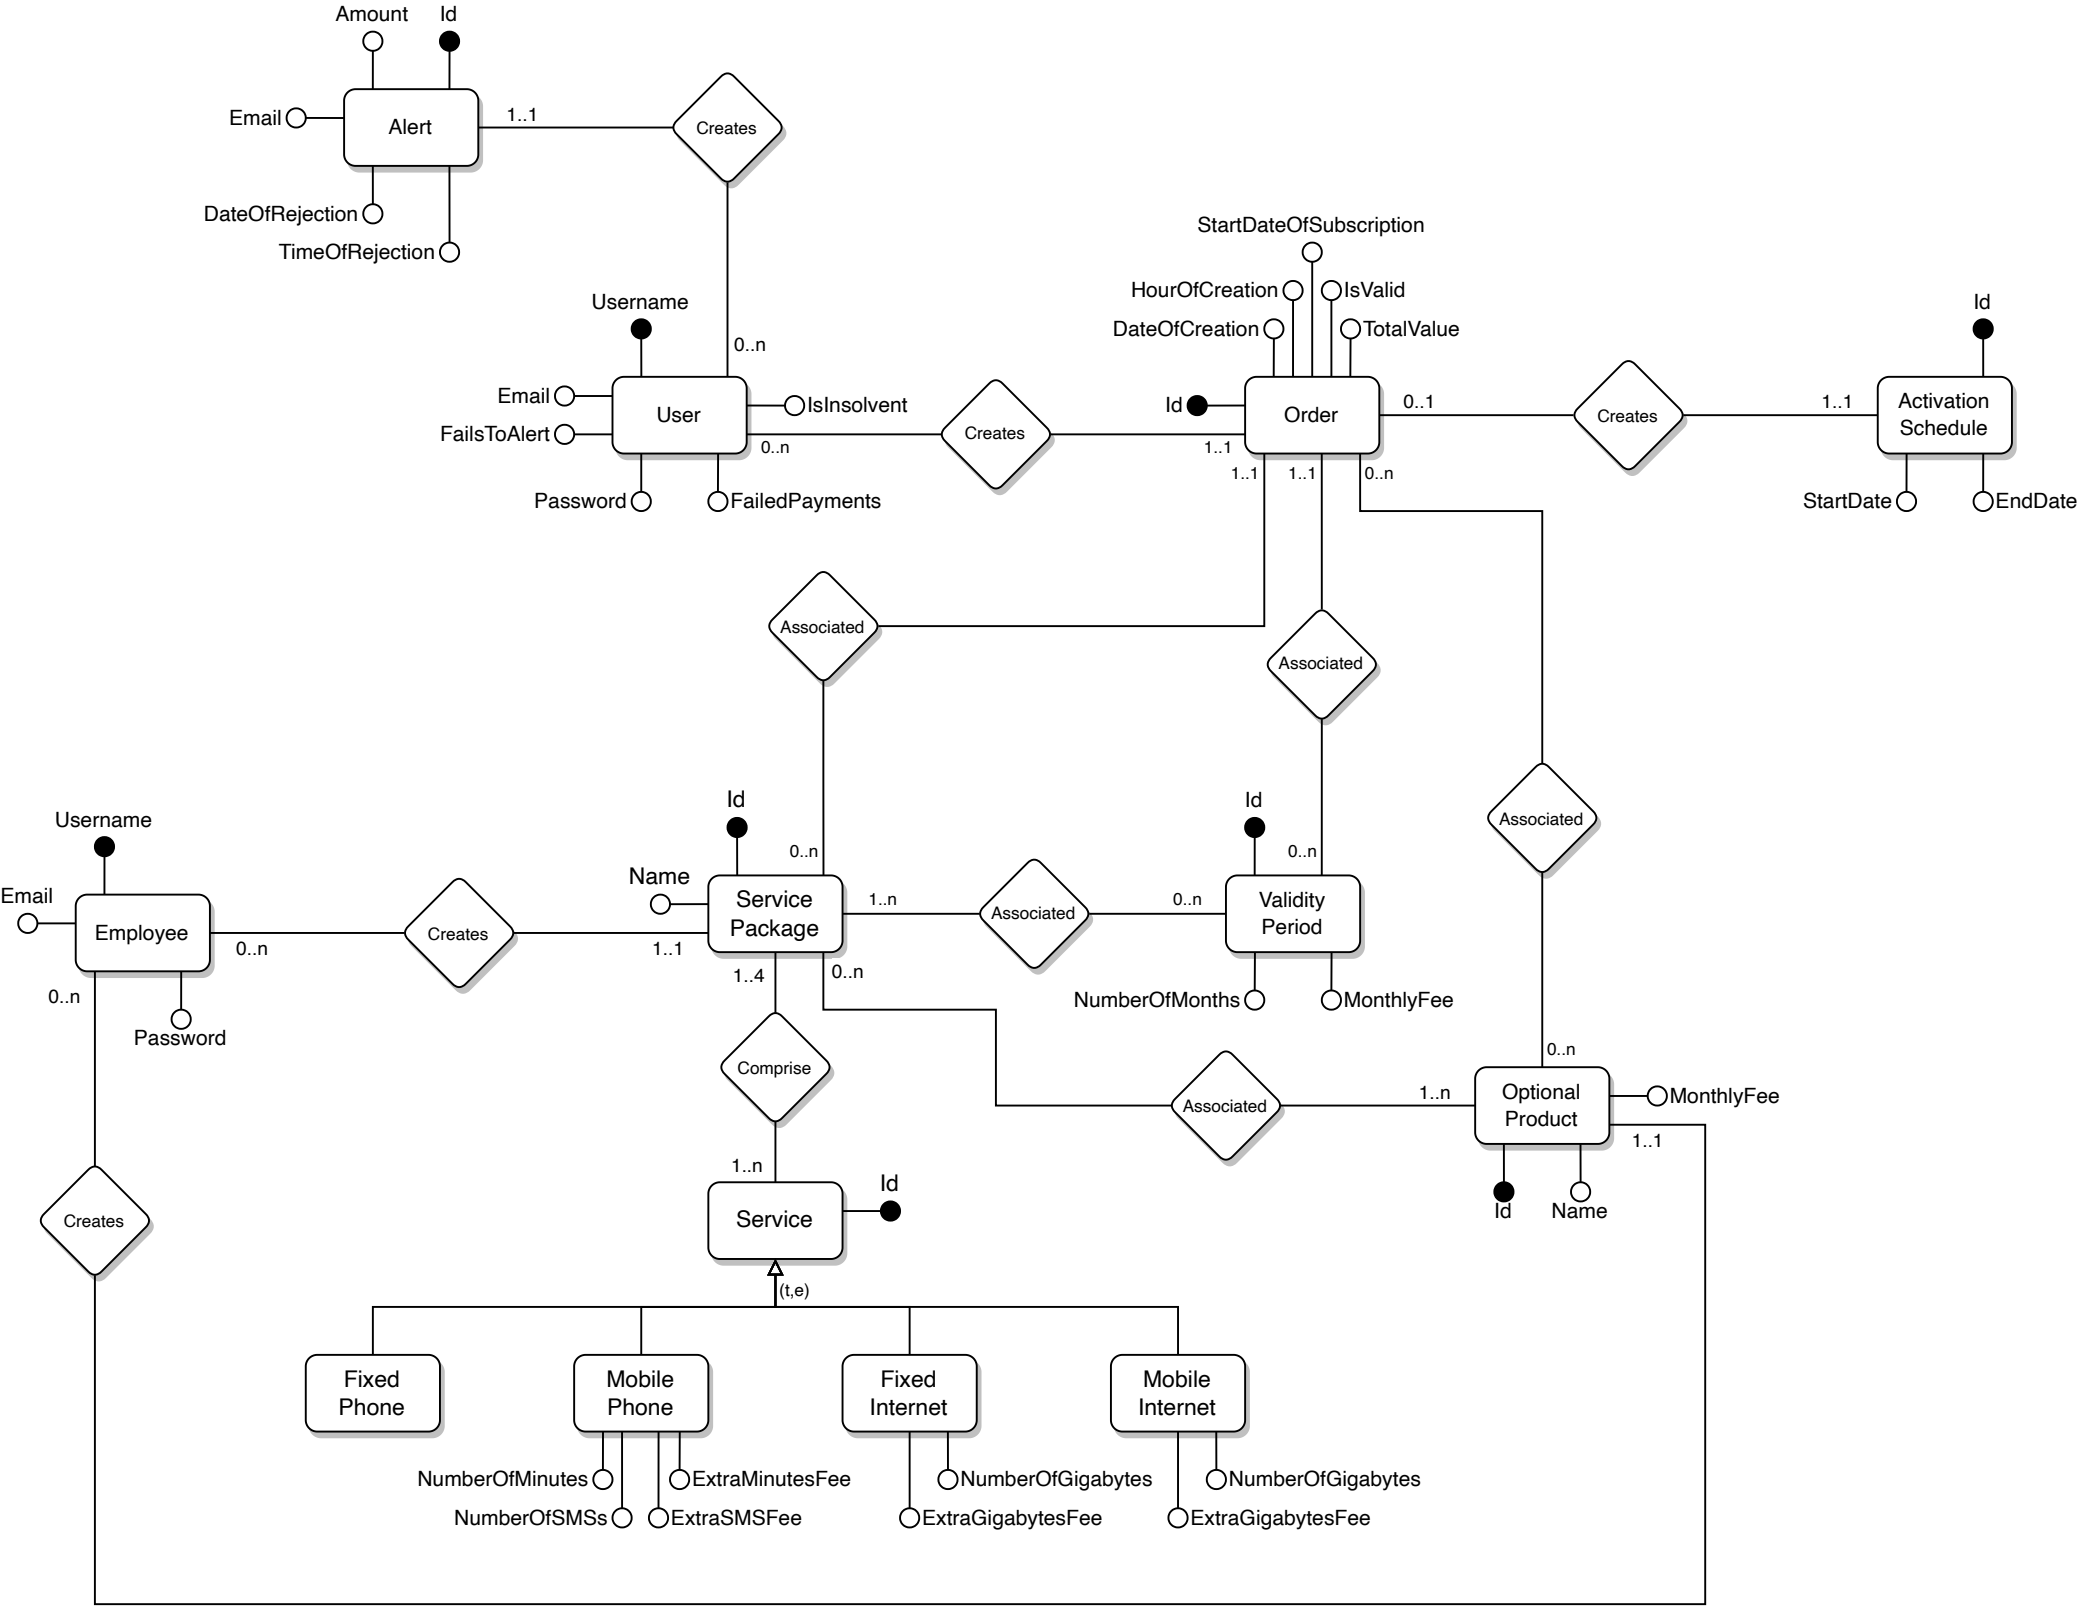 Amount
Id
Email
Alert
1..1
Creates
DateOfRejection
TimeOfRejection
StartDateOfSubscription
HourOfCreation
IsValid
DateOfCreation
TotalValue
Username
Id
0..n
Email
User
IsInsolvent
FailsToAlert
0..n
Creates
Id
Order
1..1
0..1
Creates
1..1
Activation
Schedule
1..1
1..1
0..n
Password
FailedPayments
StartDate
EndDate
Associated
Associated
Associated
Username
Id
Id
0..n
0..n
Email
Name
Employee
0..n
Creates
1..1
Service
Package
1..n
Associated
0..n
Validity
Period
0..n
1..4
0..n
Password
NumberOfMonths
MonthlyFee
Comprise
0..n
Associated
1..n
Optional
Product
MonthlyFee
1..1
1..n
Id
Id
Name
Creates
Service
(t,e)
Fixed
Phone
Mobile
Phone
Fixed
Internet
Mobile
Internet
NumberOfMinutes
ExtraMinutesFee
NumberOfGigabytes
NumberOfGigabytes
NumberOfSMSs
ExtraSMSFee
ExtraGigabytesFee
ExtraGigabytesFee